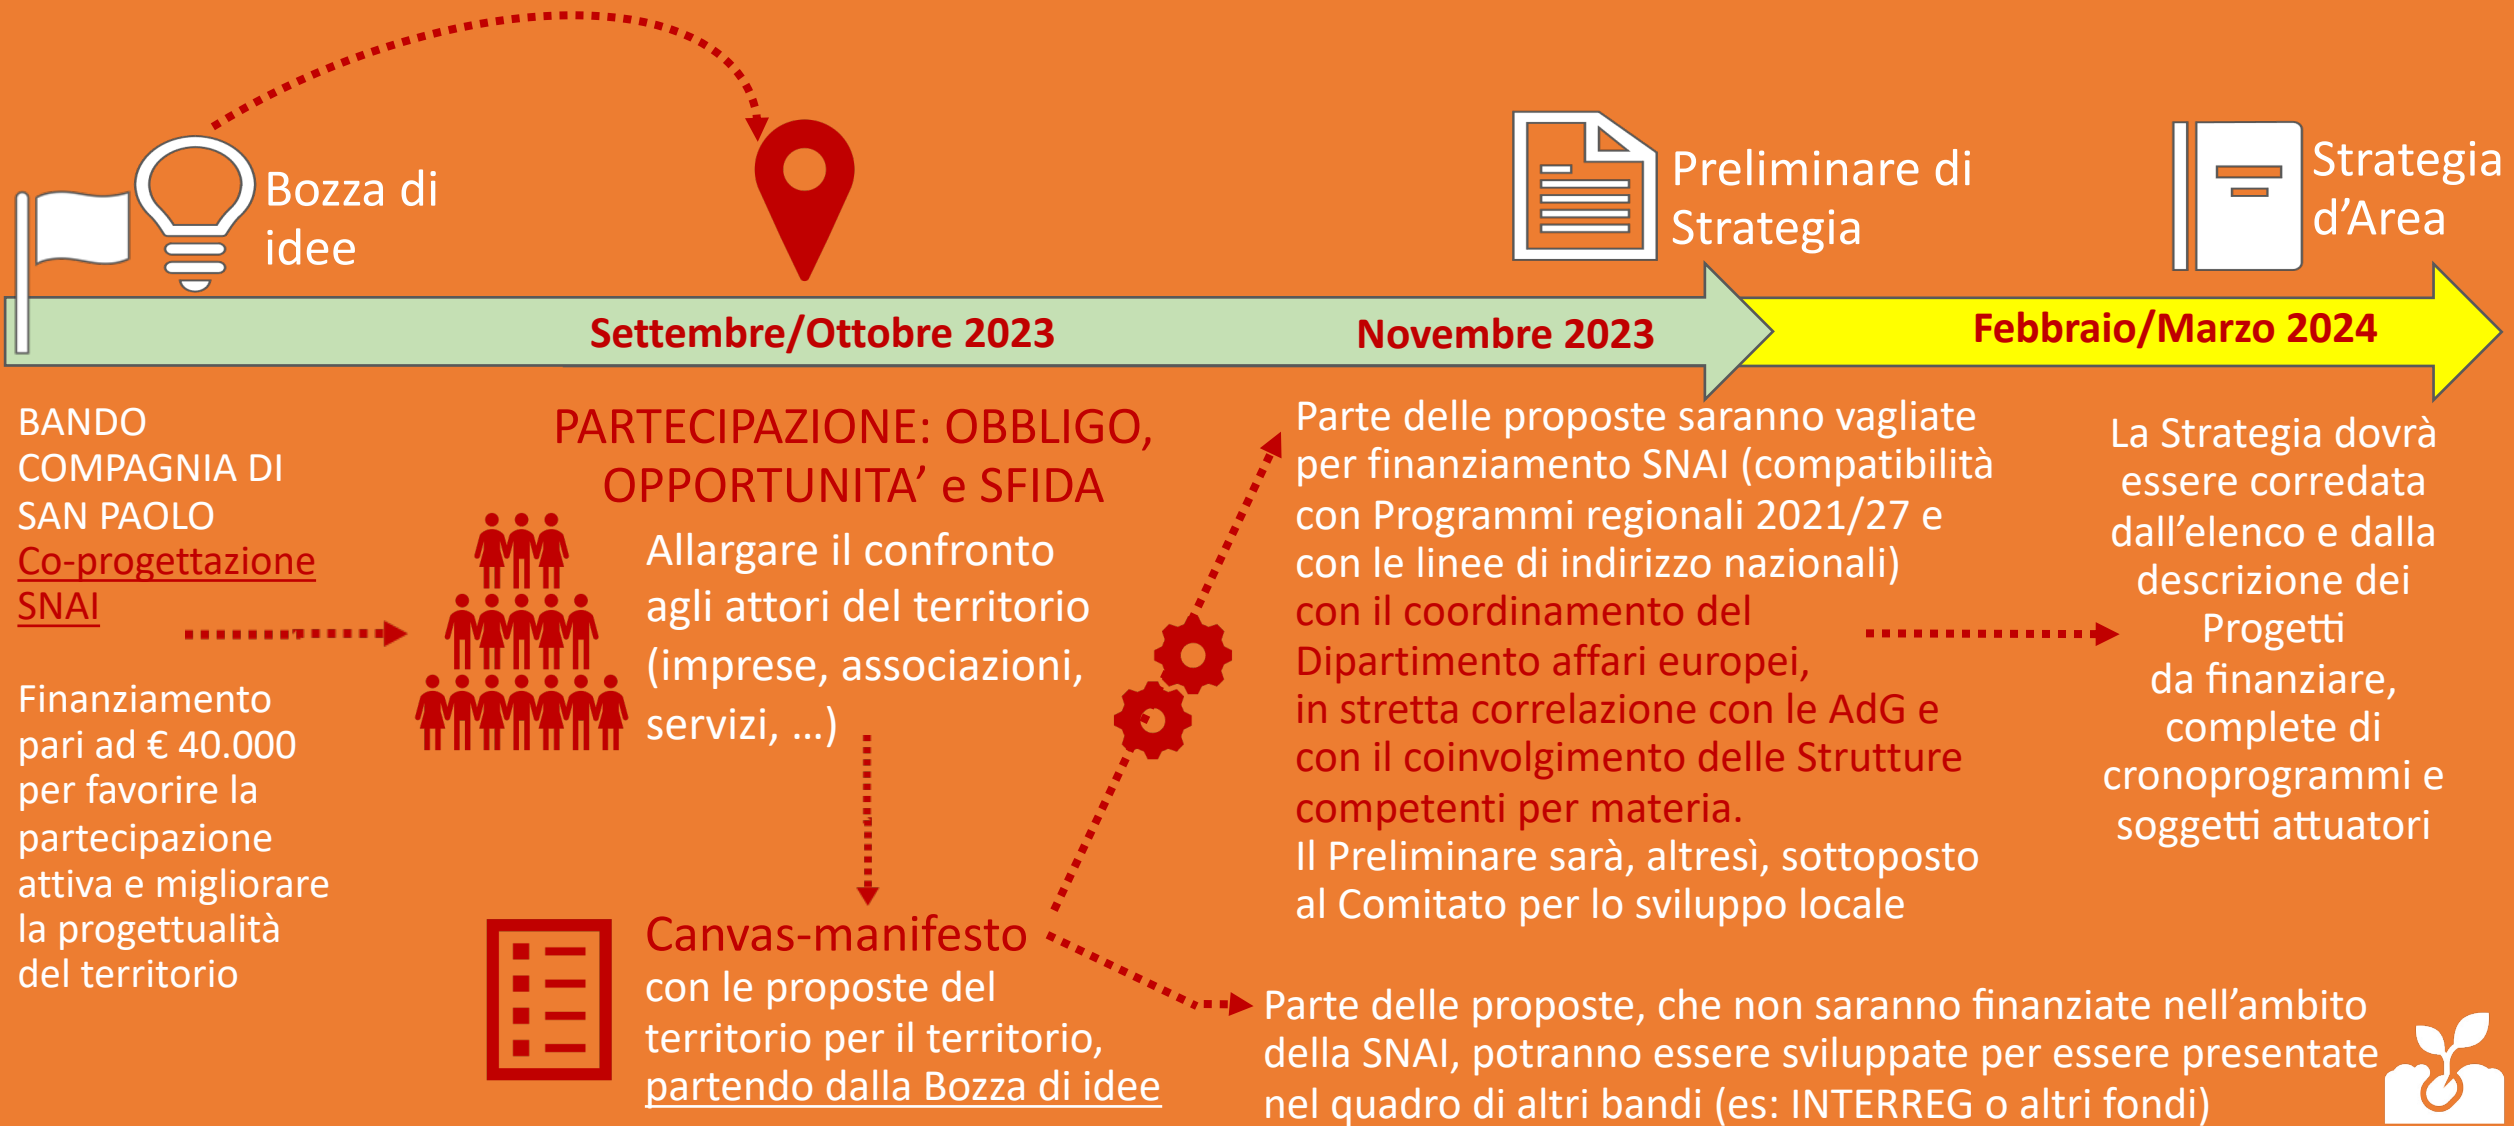 Bozza di
idee
Preliminare di
Strategia
Strategia
d’Area
Settembre/Ottobre 2023
Novembre 2023
Febbraio/Marzo 2024
BANDO
COMPAGNIA DI
SAN PAOLO
Co-progettazione
SNAI
Finanziamento
pari ad € 40.000
per favorire la
partecipazione
attiva e migliorare
la progettualità
del territorio
PARTECIPAZIONE: OBBLIGO,
OPPORTUNITA’ e SFIDA
Allargare il confronto
agli attori del territorio
(imprese, associazioni,
servizi, …)
Canvas-manifesto
con le proposte del
territorio per il territorio,
partendo dalla Bozza di idee
Parte delle proposte saranno vagliate
per finanziamento SNAI (compatibilità
con Programmi regionali 2021/27 e
con le linee di indirizzo nazionali)
con il coordinamento del
Dipartimento affari europei,
in stretta correlazione con le AdG e
con il coinvolgimento delle Strutture
competenti per materia.
Il Preliminare sarà, altresì, sottoposto
al Comitato per lo sviluppo locale
Parte delle proposte, che non saranno finanziate nell’ambito
della SNAI, potranno essere sviluppate per essere presentate
nel quadro di altri bandi (es: INTERREG o altri fondi)
La Strategia dovrà
essere corredata
dall’elenco e dalla
descrizione dei
Progetti
da finanziare,
complete di
cronoprogrammi e
soggetti attuatori